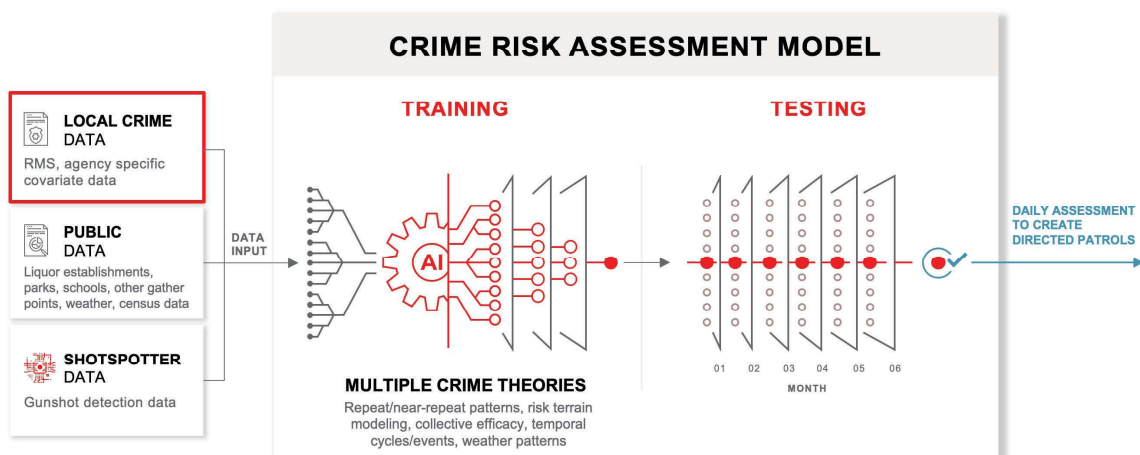 CRIME RISK ASSESSMENT MODEL
LOCAL CRIME
DATA
RMS, agency specific
covariate data
PUBLIC
DATA
Liquor establishments,
parks, schools, other gather
points, weather, census data
SHOTSPOTTER
DATA
Gunshot detection data
DATA
INPUT
TRAINING
AI
MULTIPLE CRIME THEORIES
Repeat/near-repeat patterns, risk terrain
modeling, collective efficacy, temporal
cycles/events, weather patterns
TESTING
01 02 03 04 05 06
MONTH
DAILY ASSESSMENT
TO CREATE
DIRECTED PATROLS